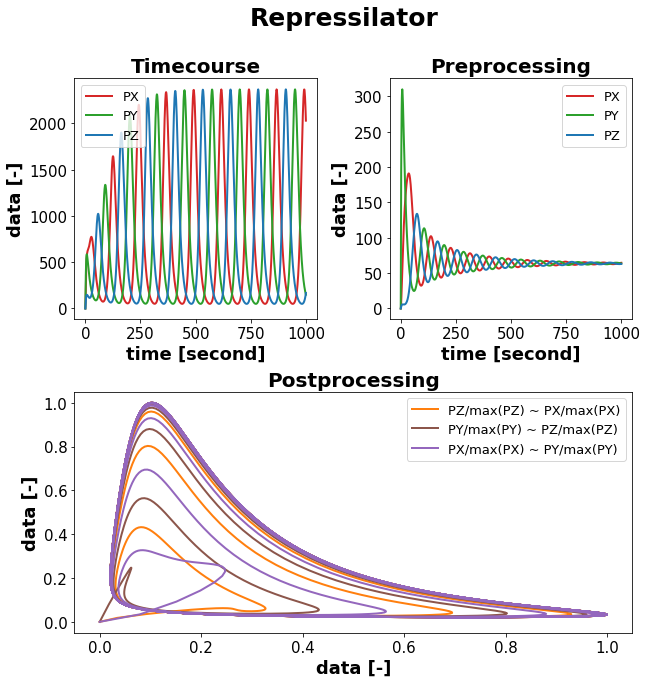 Repressilator
Timecourse
data [-]
2000
1500
1000
500
0
PX
PY
PZ
0 250 500 750 1000
time [second]
Preprocessing
data [-]
300
250
200
150
100
50
0
PX
PY
PZ
0 250 500 750 1000
time [second]
Postprocessing
data [-]
1.0
0.8
0.6
0.4
0.2
0.0
PZ/max(PZ) ~ PX/max(PX)
PY/max(PY) ~ PZ/max(PZ)
PX/max(PX) ~ PY/max(PY)
0.0 0.2 0.4 0.6 0.8 1.0
data [-]